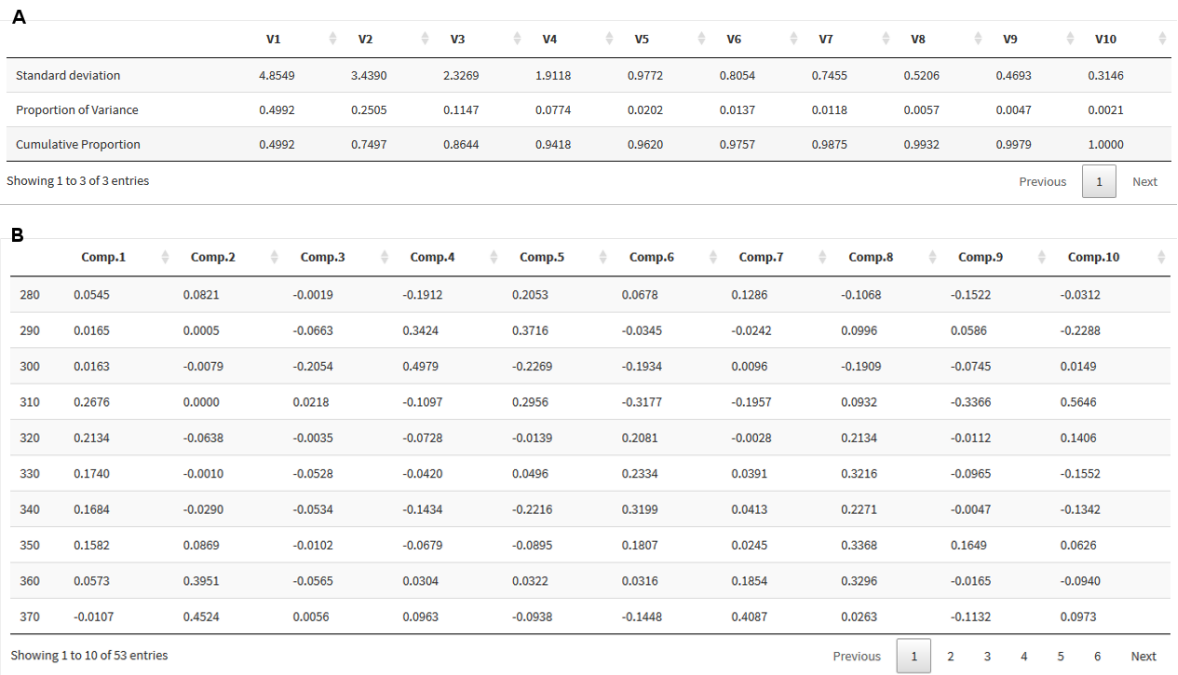 A
V1 V2 V3 V4 V5 V6 V7 V8 V9 V10
Standard deviation 4.8549 3.4390 2.3269 1.9118 0.9772 0.8054 0.7455 0.5206 0.4693 0.3146
Proportion of Variance 0.4992 0.2505 0.1147 0.0774 0.0202 0.0137 0.0118 0.0057 0.0047 0.0021
Cumulative Proportion 0.4992 0.7497 0.8644 0.9418 0.9620 0.9757 0.9875 0.9932 0.9979 1.0000
Showing 1 to 3 of 3 entries Previous 1 Next
B
Comp.1 Comp.2 Comp.3 Comp.4 Comp.5 Comp.6 Comp.7 Comp.8 Comp.9 Comp.10
280 0.0545 0.0821 -0.0019 -0.1912 0.2053 0.0678 0.1286 -0.1068 -0.1522 -0.0312
290 0.0165 0.0005 -0.0663 0.3424 0.3716 -0.0345 -0.0242 0.0996 0.0586 -0.2288
300 0.0163 -0.0079 -0.2054 0.4979 -0.2269 -0.1934 0.0096 -0.1909 -0.0745 0.0149
310 0.2676 0.0000 0.0218 -0.1097 0.2956 -0.3177 -0.1957 0.0932 -0.3366 0.5646
320 0.2134 -0.0638 -0.0035 -0.0728 -0.0139 0.2081 -0.0028 0.2134 -0.0112 0.1406
330 0.1740 -0.0010 -0.0528 -0.0420 0.0496 0.2334 0.0391 0.3216 -0.0965 -0.1552
340 0.1684 -0.0290 -0.0534 -0.1434 -0.2216 0.3199 0.0413 0.2271 -0.0047 -0.1342
350 0.1582 0.0869 -0.0102 -0.0679 -0.0895 0.1807 0.0245 0.3368 0.1649 0.0626
360 0.0573 0.3951 -0.0565 0.0304 0.0322 0.0316 0.1854 0.3296 -0.0165 -0.0940
370 -0.0107 0.4524 0.0056 0.0963 -0.0938 -0.1448 0.4087 0.0263 -0.1132 0.0973
Showing 1 to 10 of 53 entries Previous 1 2 3 4 5 6 Next